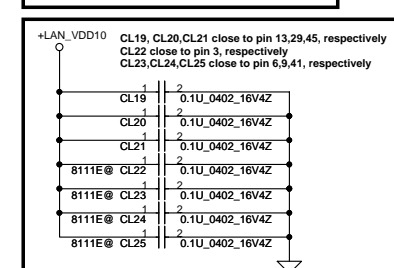 +LAN_VDD10
CL19, CL20,CL21 close to pin 13,29,45, respectively
CL22 close to pin 3, respectively
CL23,CL24,CL25 close to pin 6,9,41, respectively
1 2
CL19 0.1U_0402_16V4Z
1 2
CL20 0.1U_0402_16V4Z
1 2
CL21 0.1U_0402_16V4Z
1 2
8111E@ CL22 0.1U_0402_16V4Z
1 2
8111E@ CL23 0.1U_0402_16V4Z
1 2
8111E@ CL24 0.1U_0402_16V4Z
1 2
8111E@ CL25 0.1U_0402_16V4Z